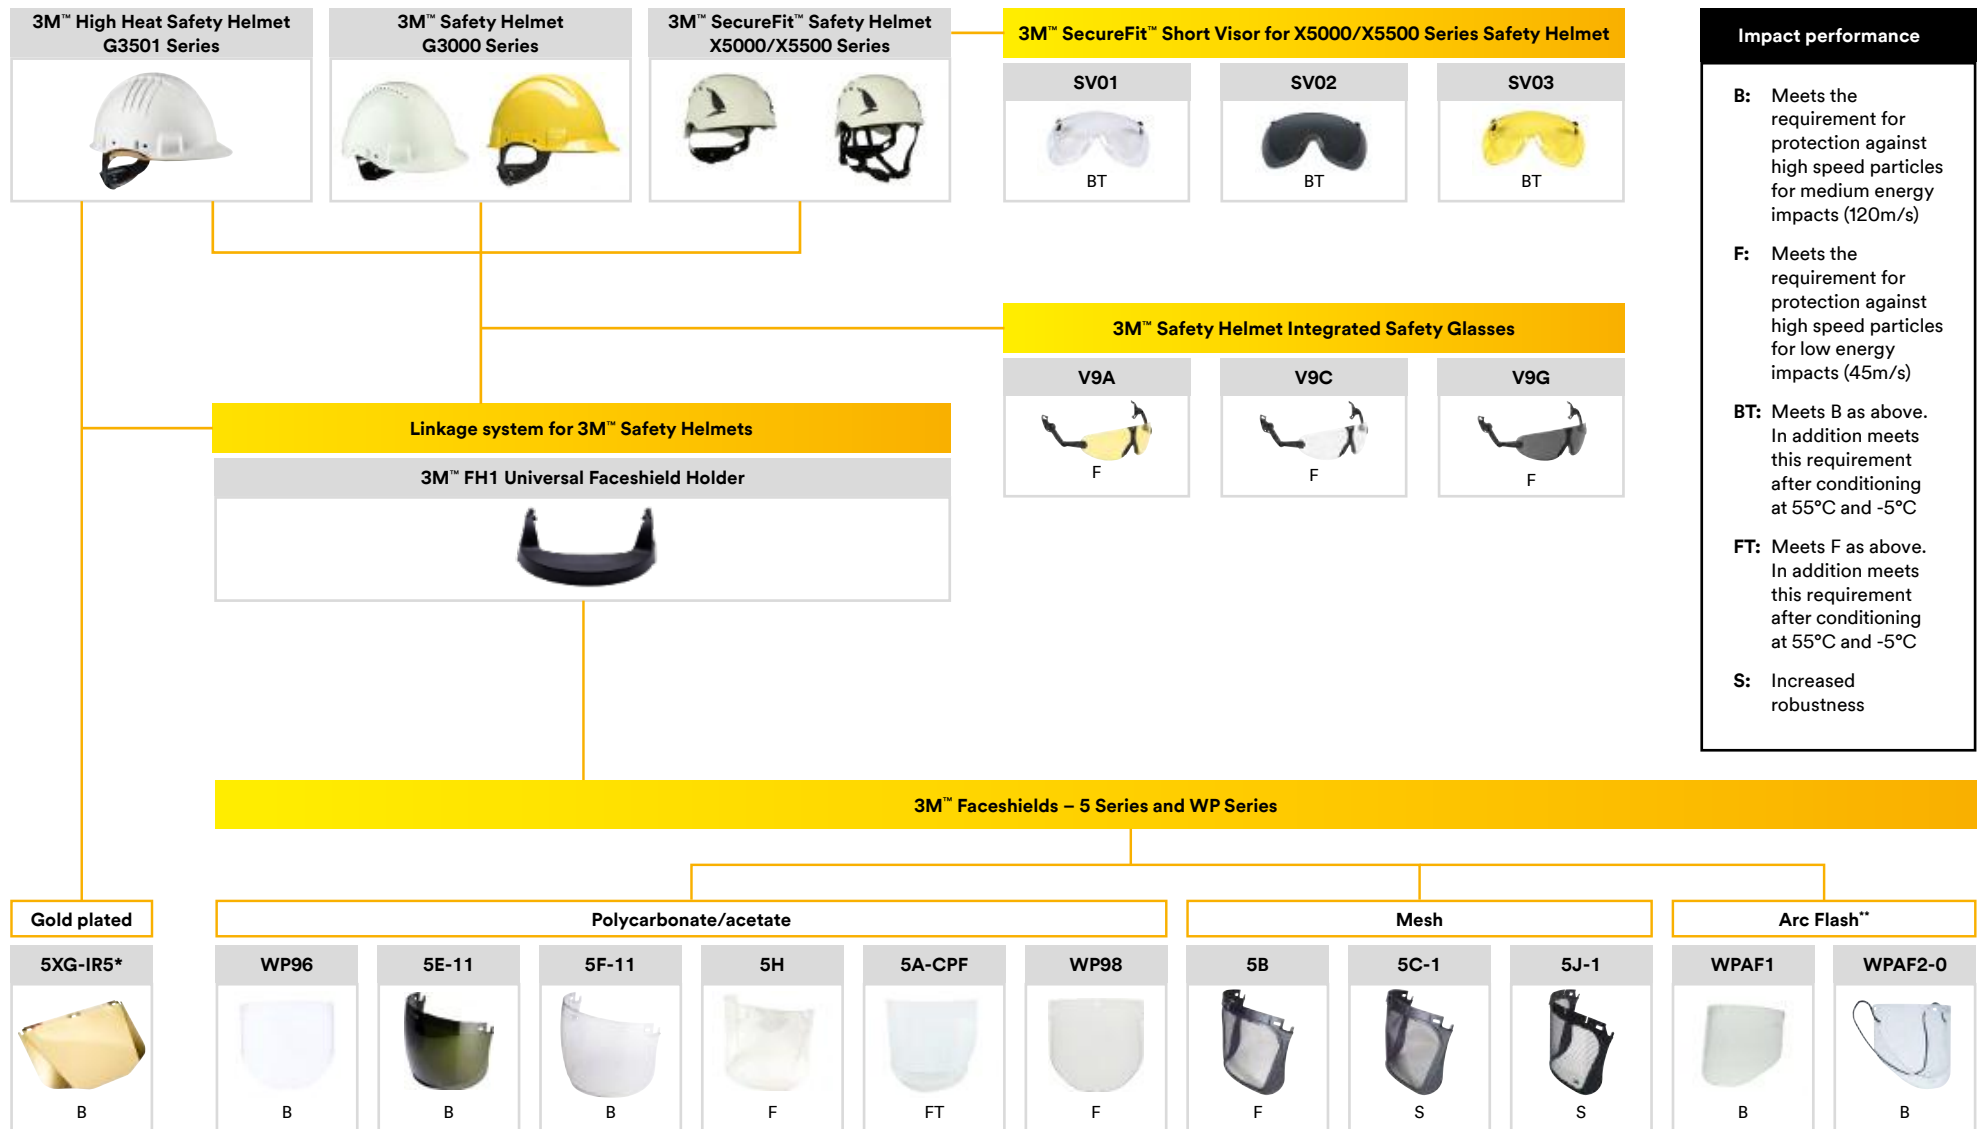 3M™ High Heat Safety Helmet
G3501 Series
3M™ Safety Helmet
G3000 Series
3M™ SecureFit™ Safety Helmet
X5000/X5500 Series
3M™ SecureFit™ Short Visor for X5000/X5500 Series Safety Helmet
SV01
SV02
SV03
BT
BT
BT
3M™ Safety Helmet Integrated Safety Glasses
V9A
V9C
V9G
F
F
F
Linkage system for 3M™ Safety Helmets
3M™ FH1 Universal Faceshield Holder
Impact performance
B: Meets the
requirement for
protection against
high speed particles
for medium energy
impacts (120m/s)
F: Meets the
requirement for
protection against
high speed particles
for low energy
impacts (45m/s)
BT: Meets B as above.
In addition meets
this requirement
after conditioning
at 55°C and -5°C
FT: Meets F as above.
In addition meets
this requirement
after conditioning
at 55°C and -5°C
S: Increased
robustness
3M™ Faceshields – 5 Series and WP Series
Gold plated
Polycarbonate/acetate
Mesh
Arc Flash**
5XG-IR5*
WP96
5E-11
5F-11
5H
5A-CPF
WP98
5B
5C-1
5J-1
WPAF1
WPAF2-0
B
B
B
B
F
FT
F
F
S
S
B
B